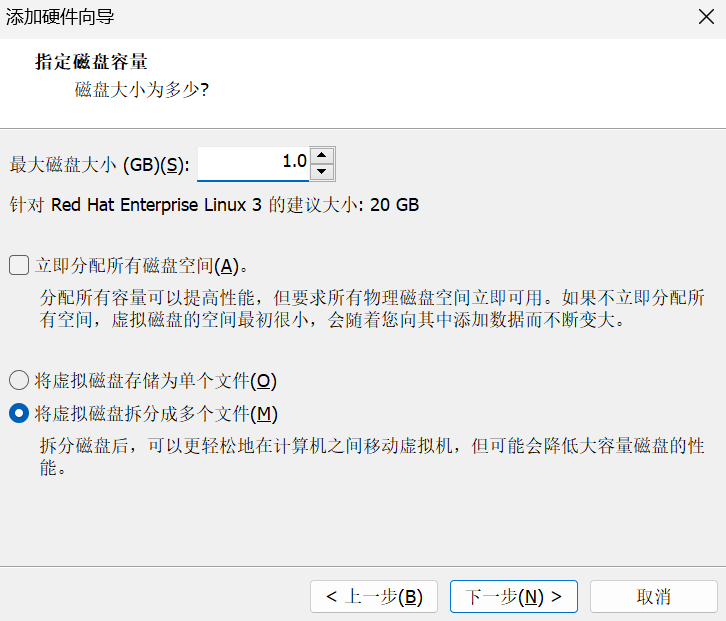 添加硬件向导
指定磁盘容量
磁盘大小为多少?
最大磁盘大小 (GB)(S): 1.0
针对 Red Hat Enterprise Linux 3 的建议大小: 20 GB
立即分配所有磁盘空间(A)。
分配所有容量可以提高性能，但要求所有物理磁盘空间立即可用。如果不立即分配所
有空间，虚拟磁盘的空间最初很小，会随着您向其中添加数据而不断变大。
将虚拟磁盘存储为单个文件(O)
将虚拟磁盘拆分成多个文件(M)
拆分磁盘后，可以更轻松地在计算机之间移动虚拟机，但可能会降低大容量磁盘的性
能。
< 上一步(B) 下一步(N) > 取消